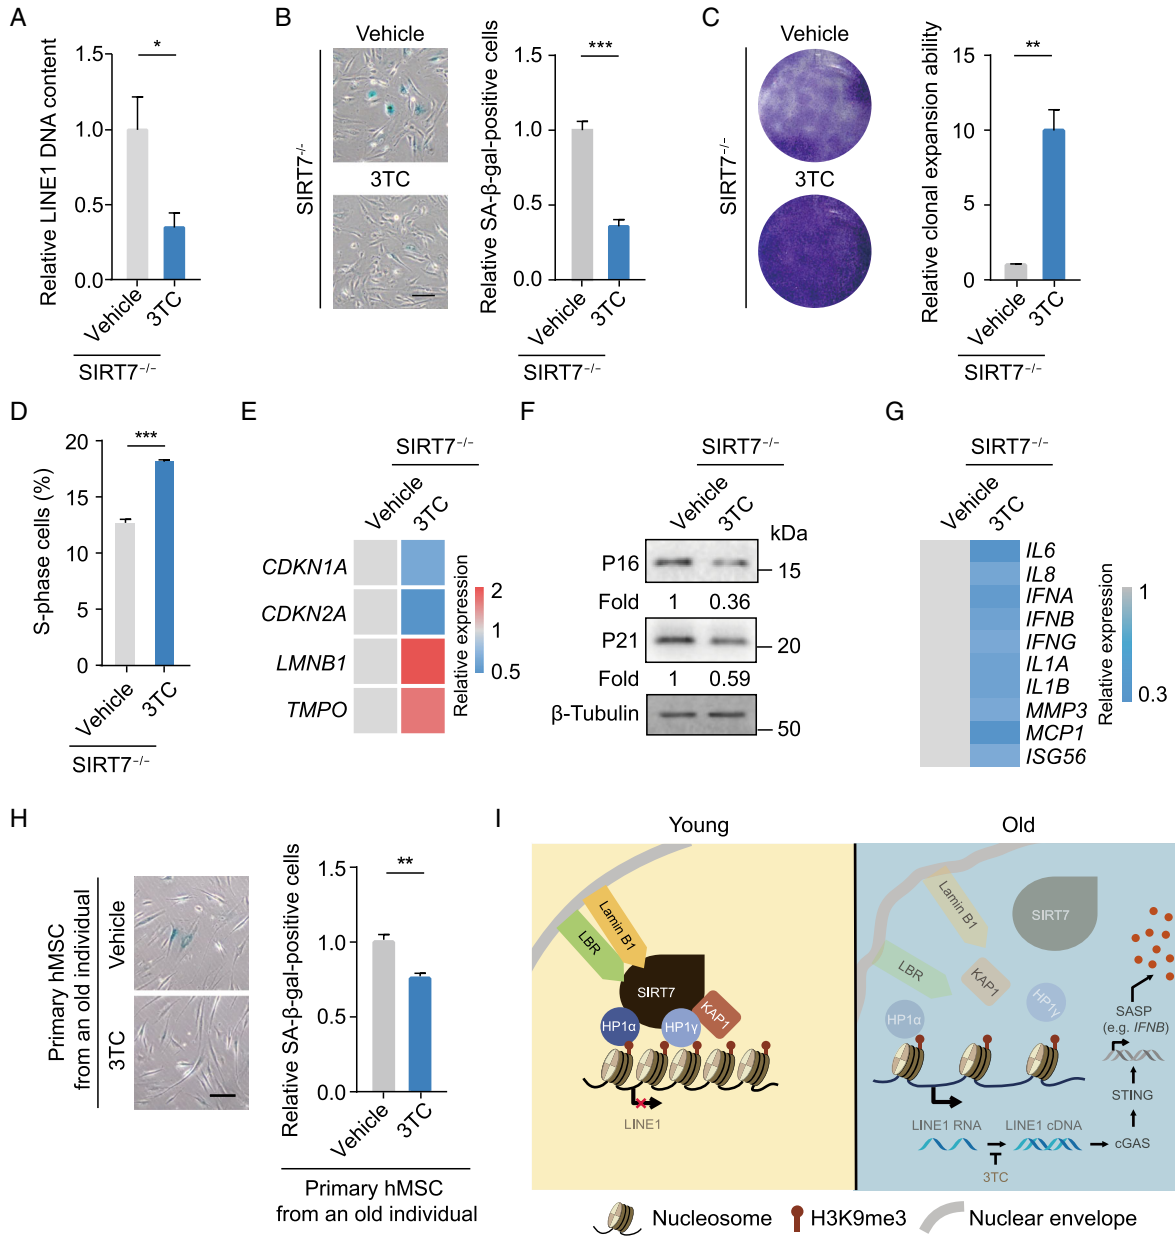 A
Relative LINE1 DNA content
1.5
1.0
0.5
0.0
*
Vehicle
3TC
SIRT7-/-
B
SIRT7-/-
Vehicle
3TC
Relative SA-β-gal-positive cells
1.5
1.0
0.5
0.0
***
Vehicle
3TC
SIRT7-/-
C
SIRT7-/-
Vehicle
3TC
Relative clonal expansion ability
15
10
5
0
**
Vehicle
3TC
SIRT7-/-
D
S-phase cells (%)
20
15
10
5
0
***
Vehicle
3TC
SIRT7-/-
E
SIRT7-/-
Vehicle
3TC
CDKN1A
CDKN2A
LMNB1
TMPO
Relative expression
2
1
0.5
F
SIRT7-/-
Vehicle
3TC
kDa
P16
15
Fold 1 0.36
P21
20
Fold 1 0.59
β-Tubulin
50
G
SIRT7-/-
Vehicle
3TC
IL6
IL8
IFNA
IFNB
IFNG
IL1A
IL1B
MMP3
MCP1
ISG56
Relative expression
1
0.3
H
Primary hMSC
from an old individual
Vehicle
3TC
Relative SA-β-gal-positive cells
1.5
1.0
0.5
0.0
**
Vehicle
3TC
Primary hMSC
from an old individual
I
Young
Old
Lamin B1
LBR
SIRT7
KAP1
HP1α
HP1γ
LINE1
Lamin B1
SIRT7
LBR
KAP1
HP1γ
HP1α
SASP
(e.g. IFNB)
STING
cGAS
LINE1 RNA
LINE1 cDNA
3TC
Nucleosome
H3K9me3
Nuclear envelope